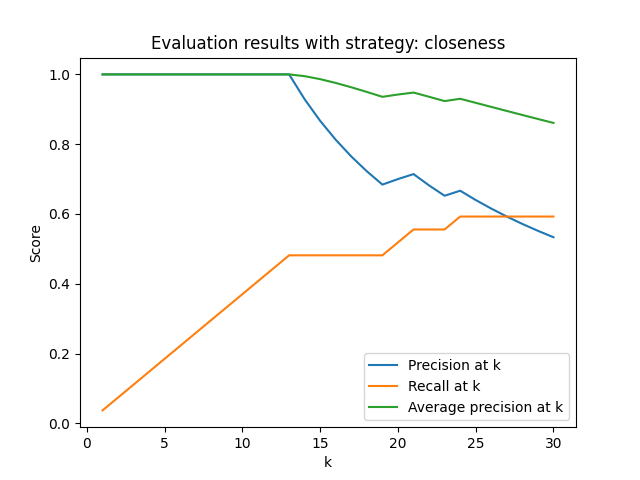 Evaluation results with strategy: closeness
Score
1.0
0.8
0.6
0.4
0.2
0.0
0
5
10
15
20
25
30
k
Precision at k
Recall at k
Average precision at k